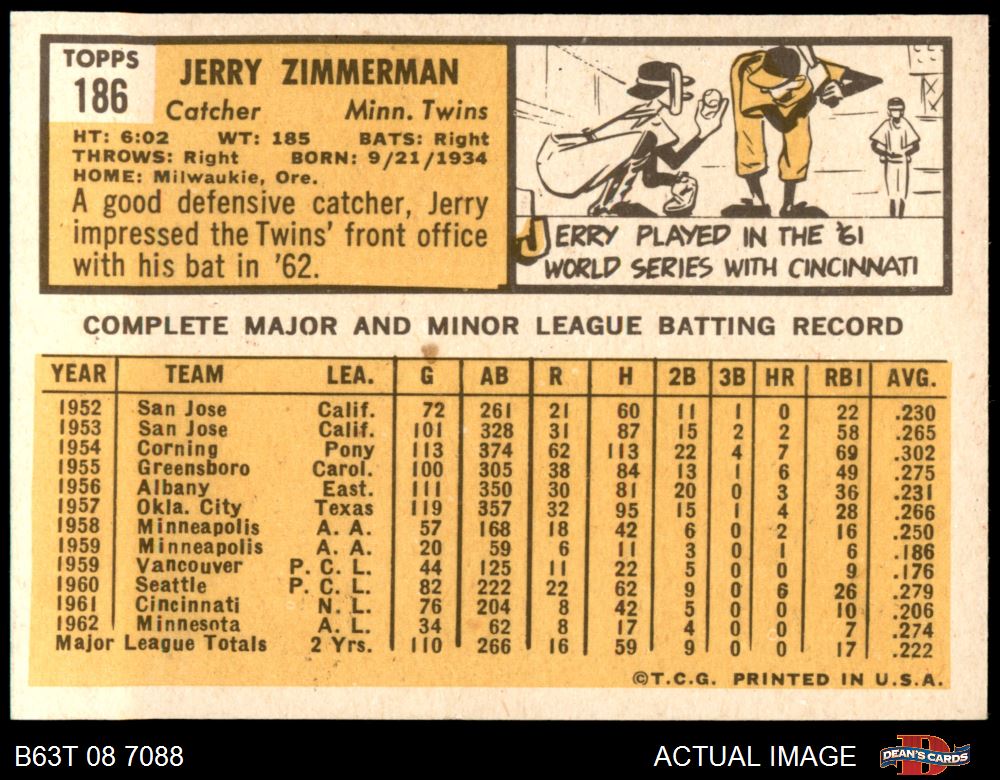 TOPPS
186
JERRY ZIMMERMAN
Catcher Minn. Twins
HT: 6:02 WT: 185 BATS: Right
THROWS: Right BORN: 9/21/1934
HOME: Milwaukie, Ore.
A good defensive catcher, Jerry
impressed the Twins' front office
with his bat in '62.
JERRY PLAYED IN THE '61
WORLD SERIES WITH CINCINNATI
COMPLETE MAJOR AND MINOR LEAGUE BATTING RECORD
YEAR TEAM LEA. G AB R H 2B 3B HR RBI AVG.
1952 San Jose Calif. 72 261 21 60 11 1 0 22 .230
1953 San Jose Calif. 101 328 31 87 15 2 2 58 .265
1954 Corning Pony 113 374 62 113 22 4 7 69 .302
1955 Greensboro Carol. 100 305 38 84 13 1 6 49 .275
1956 Albany East. 111 350 30 81 20 0 3 36 .231
1957 Okla. City Texas 119 357 32 95 15 1 4 28 .266
1958 Minneapolis A. A. 57 168 18 42 6 0 2 16 .250
1959 Minneapolis A. A. 20 59 6 11 3 0 1 6 .186
1959 Vancouver P. C. L. 44 125 11 22 5 0 0 9 .176
1960 Seattle P. C. L. 82 222 22 62 9 0 6 26 .279
1961 Cincinnati N. L. 76 204 8 42 5 0 0 10 .206
1962 Minnesota A. L. 34 62 8 17 4 0 0 7 .274
Major League Totals 2 Yrs. 110 266 16 59 9 0 0 17 .222
©T.C.G. PRINTED IN U.S.A.
B63T 08 7088 ACTUAL IMAGE DEAN'S CARDS